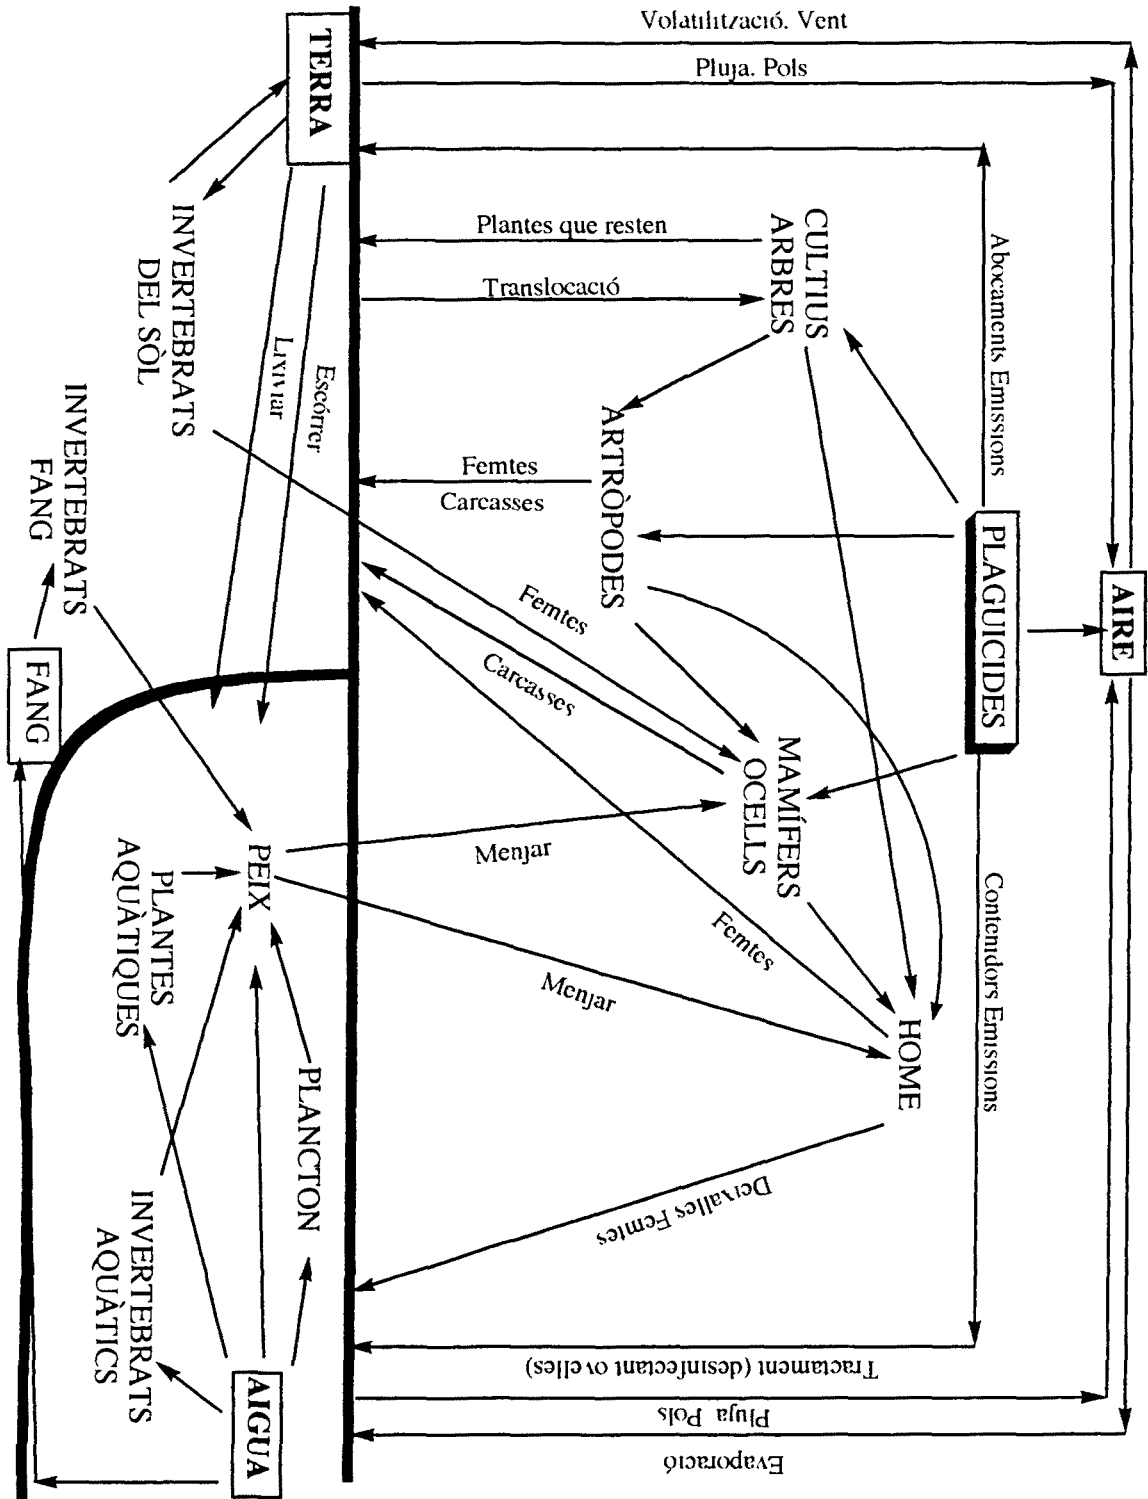 AIRE
Volatilització. Vent
Pluja. Pols
Abocaments Emissions
PLAGUICIDES
Contenidors Emissions
Evaporació
Pluja Pols
Tractament (desinfectant ovelles)
CULTIUS
ARBRES
Plantes que resten
Translocació
ARTRÒPODES
Femtes
Carcasses
MAMÍFERS
OCELLS
Femtes
Carcasses
HOME
Femtes
Deixalles Femtes
Menjar
Menjar
TERRA
Escórrer
Lixiviar
INVERTEBRATS
DEL SÒL
INVERTEBRATS
FANG
FANG
PEIX
PLANTES
AQUÀTIQUES
PLANCTON
INVERTEBRATS
AQUÀTICS
AIGUA